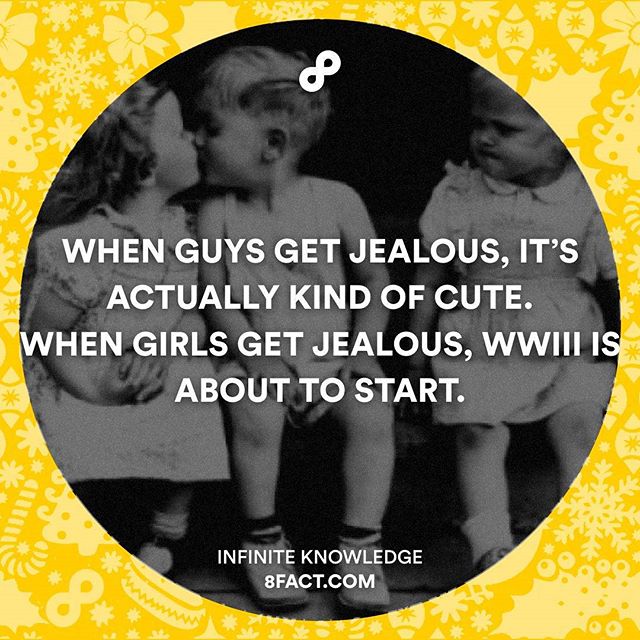 WHEN GUYS GET JEALOUS, IT'S
ACTUALLY KIND OF CUTE.
WHEN GIRLS GET JEALOUS, WWIII IS
ABOUT TO START.
INFINITE KNOWLEDGE
8FACT.COM